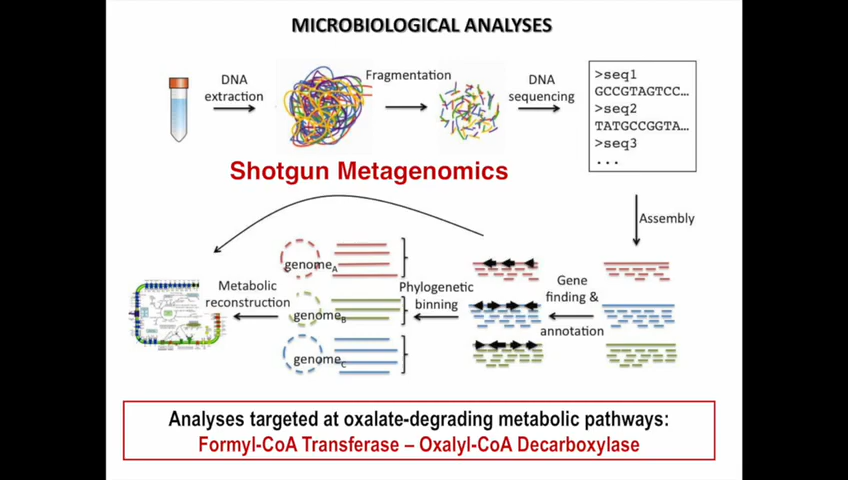 MICROBIOLOGICAL ANALYSES
DNA
extraction
Fragmentation
DNA
sequencing
>seq1
GCCGTAGTCC…
>seq2
TATGCCGGTA…
>seq3
...
Shotgun Metagenomics
Assembly
Gene
finding &
annotation
Phylogenetic
binning
genomeA
genomeB
genomeC
Metabolic
reconstruction
Analyses targeted at oxalate-degrading metabolic pathways:
Formyl-CoA Transferase – Oxalyl-CoA Decarboxylase